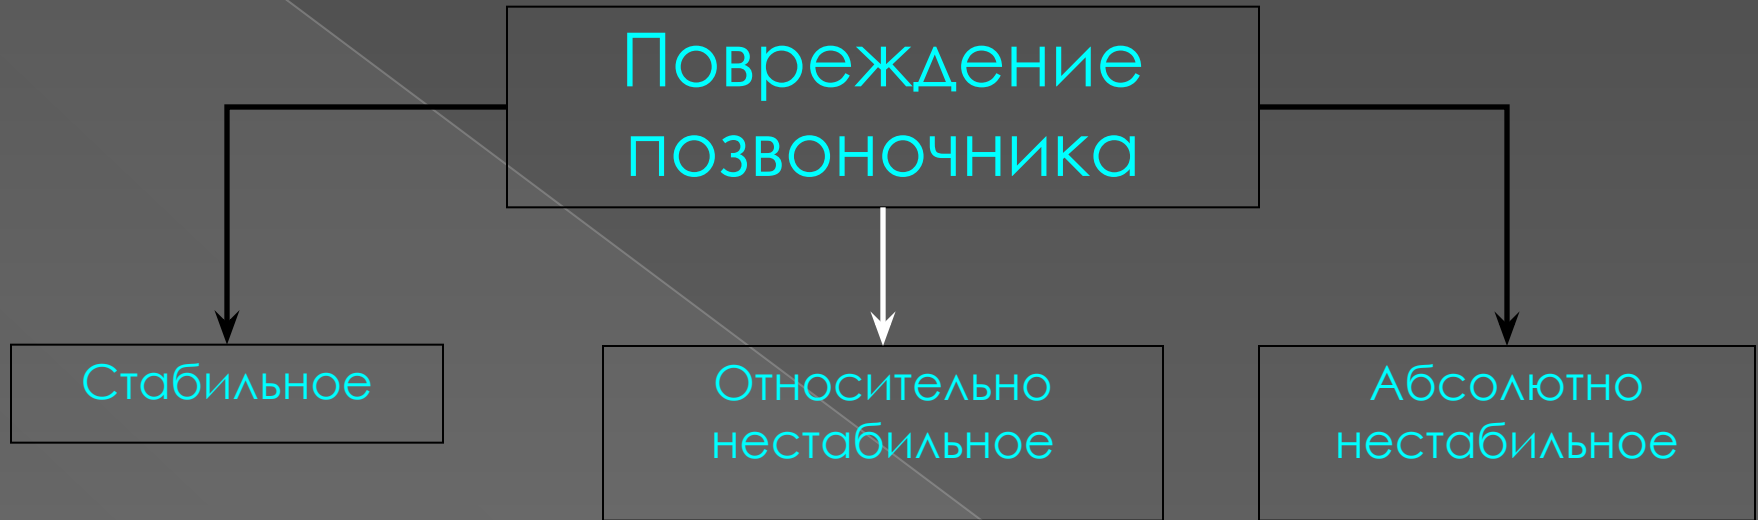 Повреждение
позвоночника
Стабильное
Относительно
нестабильное
Абсолютно
нестабильное